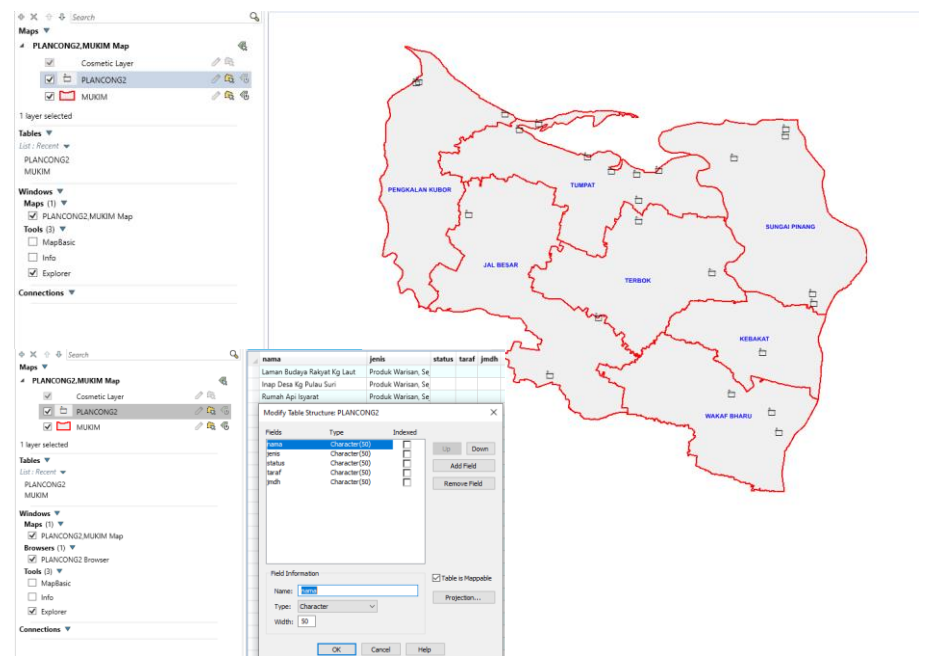 Search
Maps
PLANCONG2,MUKIM Map
Cosmetic Layer
PLANCONG2
MUKIM
1 layer selected
Tables
List : Recent
PLANCONG2
MUKIM
Windows
Maps (1)
PLANCONG2,MUKIM Map
Tools (3)
MapBasic
Info
Explorer
Connections
PENGKALAN KUBOR
TUMPAT
SUNGAI PINANG
JAL BESAR
TERBOK
KEBAKAT
WAKAF BHARU
Search
Maps
PLANCONG2,MUKIM Map
Cosmetic Layer
PLANCONG2
MUKIM
1 layer selected
Tables
List : Recent
PLANCONG2
MUKIM
Windows
Maps (1)
PLANCONG2,MUKIM Map
Browsers (1)
PLANCONG2 Browser
Tools (3)
MapBasic
Info
Explorer
Connections
nama jenis status taraf jmdh
Laman Budaya Rakyat Kg Laut Produk Warisan, Se
Inap Desa Kg Pulau Suri Produk Warisan, Se
Rumah Api Isyarat Produk Warisan, Se
Modify Table Structure: PLANCONG2
Fields Type Indexed
nama Character(50)
jenis Character(50)
status Character(50)
taraf Character(50)
jmdh Character(50)
Up Down
Add Field
Remove Field
Field Information
Name: nama
Type: Character
Width: 50
Table is Mappable
Projection...
OK Cancel Help